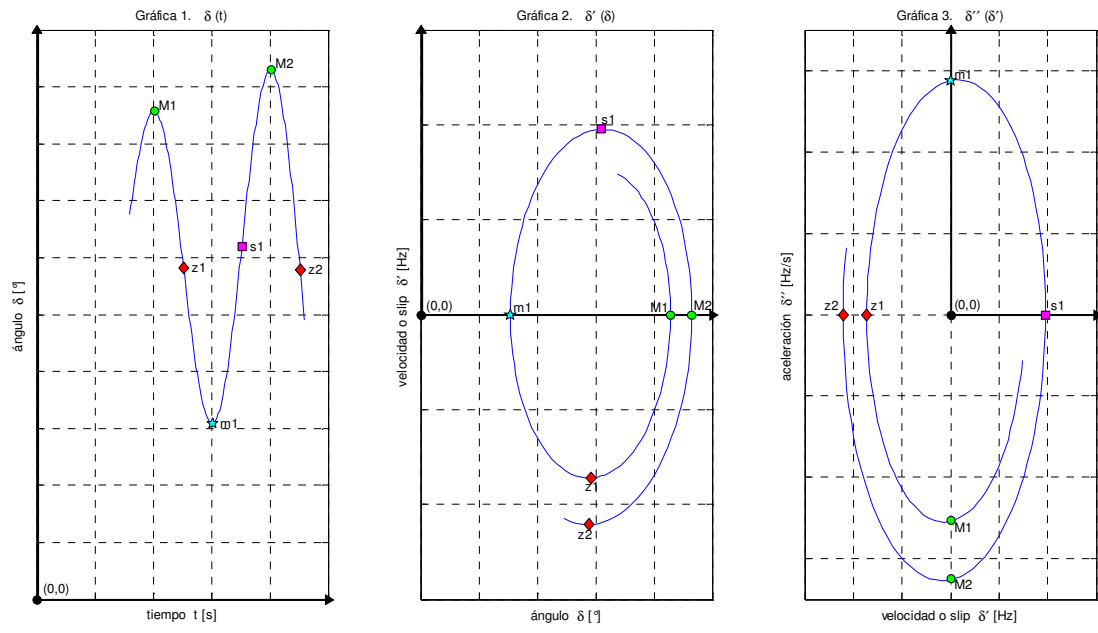 Gráfica 1. δ (t)
M2
M1
s1
z1
z2
m1
(0,0)
ángulo δ [°]
tiempo t [s]
Gráfica 2. δ′ (δ)
s1
(0,0)
m1
M1
M2
z1
z2
velocidad o slip δ′ [Hz]
ángulo δ [°]
Gráfica 3. δ′′ (δ′)
m1
z2
z1
(0,0)
s1
M1
M2
aceleración δ′′ [Hz/s]
velocidad o slip δ′ [Hz]